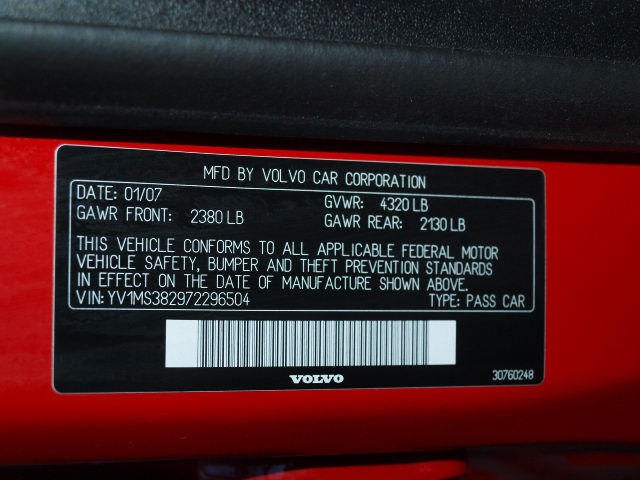 MFD BY VOLVO CAR CORPORATION
DATE: 01/07 GVWR: 4320 LB
GAWR FRONT: 2380 LB GAWR REAR: 2130 LB
THIS VEHICLE CONFORMS TO ALL APPLICABLE FEDERAL MOTOR
VEHICLE SAFETY, BUMPER AND THEFT PREVENTION STANDARDS
IN EFFECT ON THE DATE OF MANUFACTURE SHOWN ABOVE.
VIN:YV1MS382972296504 TYPE: PASS CAR
VOLVO 30760248